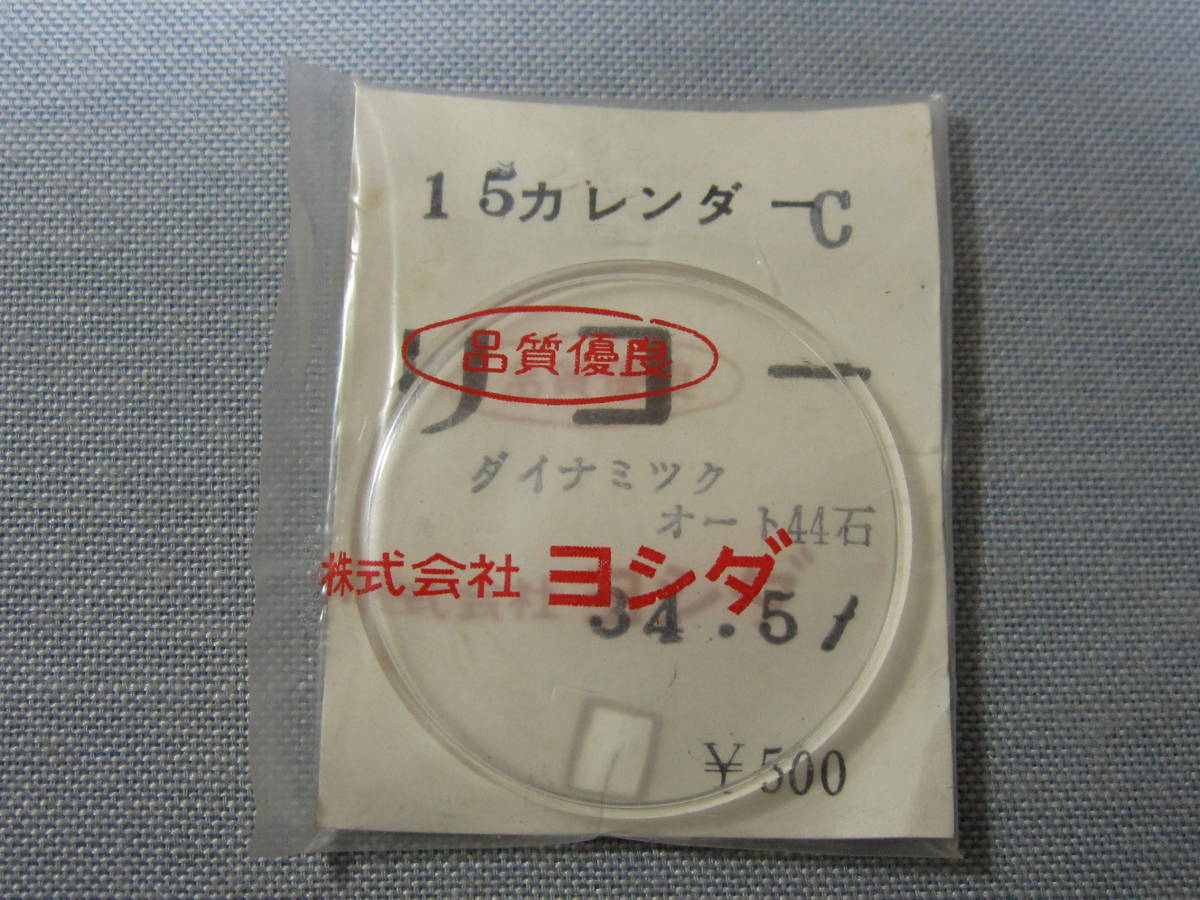 15カレンダーC
リコー
品質優良
ダイナミツク
オート44石
株式会社 ヨシダ
34.5
¥500